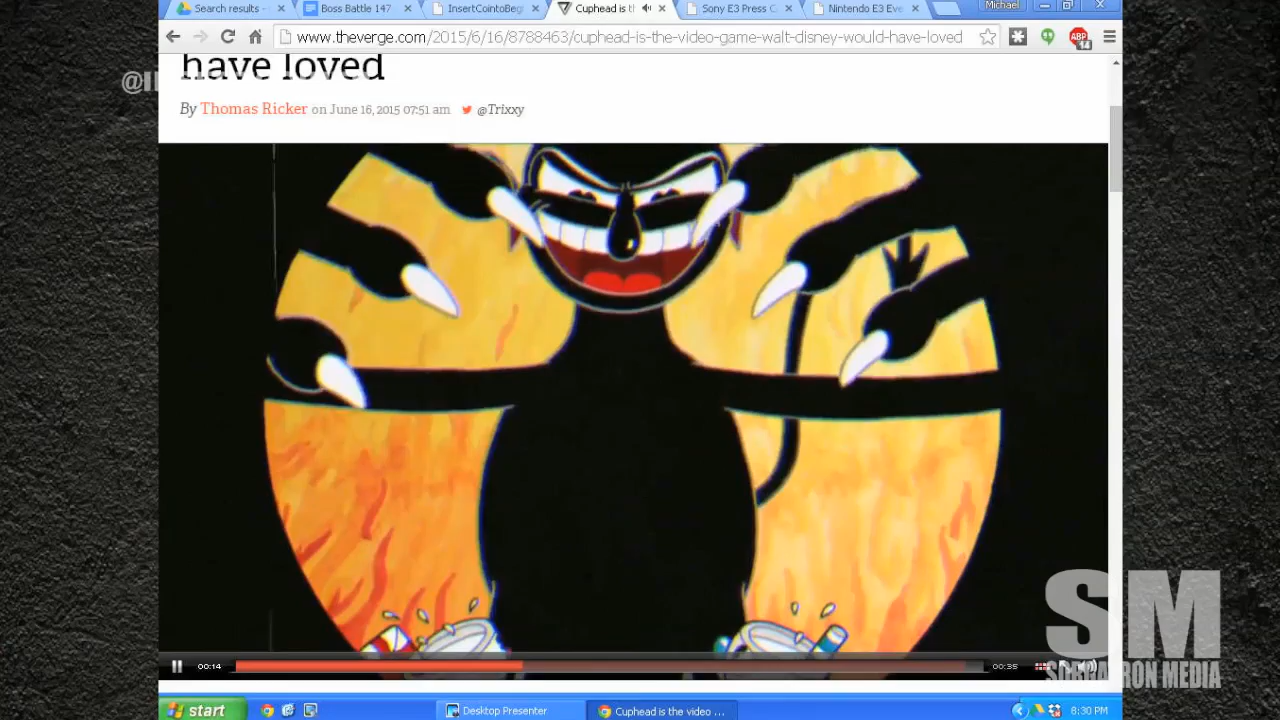 Search results -
Boss Battle 147
InsertCointoBeg
Cuphead is t
Sony E3 Press C
Nintendo E3 Eve
Michael
www.theverge.com/2015/6/16/8788463/cuphead-is-the-video-game-walt-disney-would-have-loved
ABP
14
have loved
By Thomas Ricker on June 16, 2015 07:51 am @Trixxy
00:14
00:35
SM
SORGATRON MEDIA
start
Desktop Presenter
Cuphead is the video ...
8:30 PM